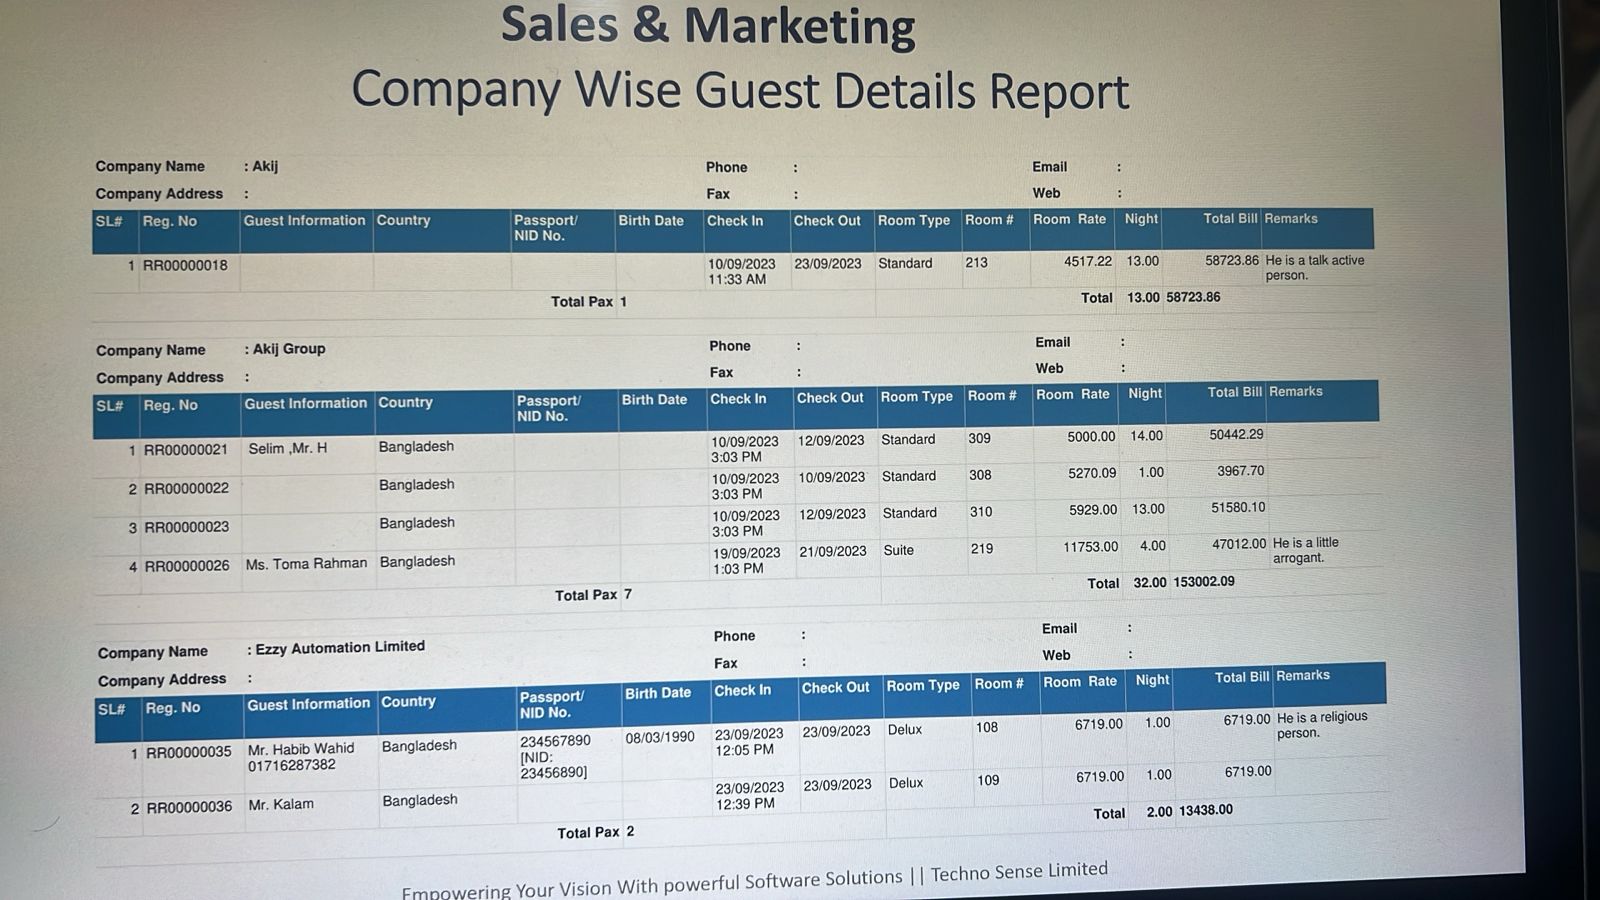 Sales & Marketing
Company Wise Guest Details Report
Company Name : Akij Phone : Email :
Company Address : Fax : Web :
SL# Reg. No Guest Information Country Passport/ NID No. Birth Date Check In Check Out Room Type Room # Room Rate Night Total Bill Remarks
1 RR00000018 10/09/2023 11:33 AM 23/09/2023 Standard 213 4517.22 13.00 58723.86 He is a talk active person.
Total Pax 1 Total 13.00 58723.86
Company Name : Akij Group Phone : Email :
Company Address : Fax : Web :
SL# Reg. No Guest Information Country Passport/ NID No. Birth Date Check In Check Out Room Type Room # Room Rate Night Total Bill Remarks
1 RR00000021 Selim ,Mr. H Bangladesh 10/09/2023 3:03 PM 12/09/2023 Standard 309 5000.00 14.00 50442.29
2 RR00000022 Bangladesh 10/09/2023 3:03 PM 10/09/2023 Standard 308 5270.09 1.00 3967.70
3 RR00000023 Bangladesh 10/09/2023 3:03 PM 12/09/2023 Standard 310 5929.00 13.00 51580.10
4 RR00000026 Ms. Toma Rahman Bangladesh 19/09/2023 1:03 PM 21/09/2023 Suite 219 11753.00 4.00 47012.00 He is a little arrogant.
Total Pax 7 Total 32.00 153002.09
Company Name : Ezzy Automation Limited Phone : Email :
Company Address : Fax : Web :
SL# Reg. No Guest Information Country Passport/ NID No. Birth Date Check In Check Out Room Type Room # Room Rate Night Total Bill Remarks
1 RR00000035 Mr. Habib Wahid 01716287382 Bangladesh 234567890 [NID: 23456890] 08/03/1990 23/09/2023 12:05 PM 23/09/2023 Delux 108 6719.00 1.00 6719.00 He is a religious person.
2 RR00000036 Mr. Kalam Bangladesh 23/09/2023 12:39 PM 23/09/2023 Delux 109 6719.00 1.00 6719.00
Total Pax 2 Total 2.00 13438.00
Empowering Your Vision With powerful Software Solutions || Techno Sense Limited